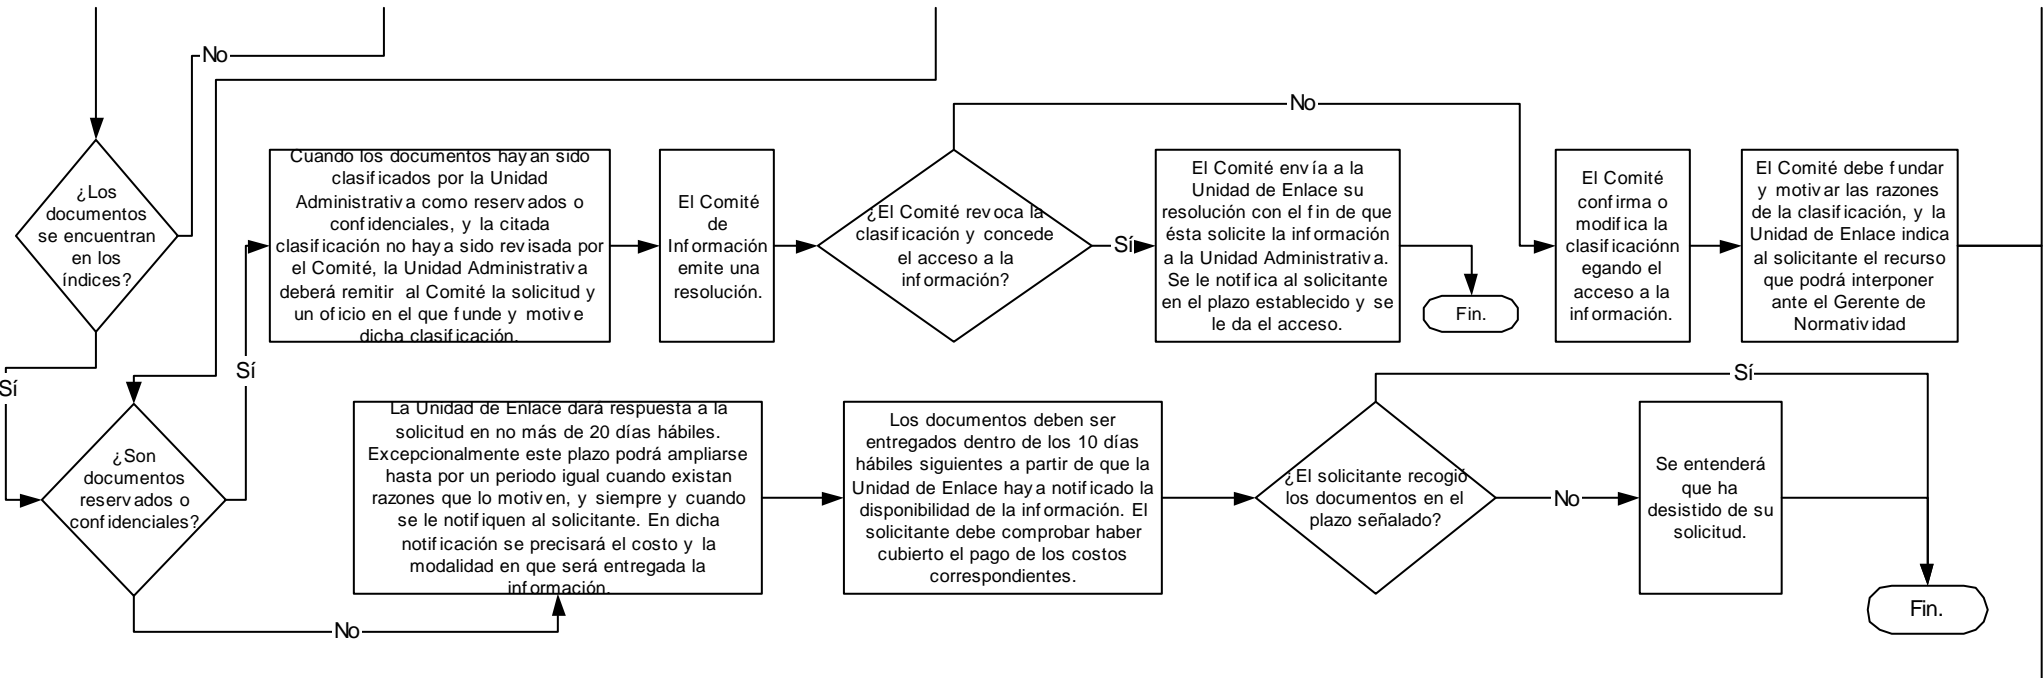 No
¿Los
documentos
se encuentran
en los
índices?
Sí
Cuando los documentos hayan sido
clasificados por la Unidad
Administrativa como reservados o
confidenciales, y la citada
clasificación no haya sido revisada por
el Comité, la Unidad Administrativa
deberá remitir al Comité la solicitud y
un oficio en el que funde y motive
dicha clasificación.
El Comité
de
Información
emite una
resolución.
¿El Comité revoca la
clasificación y concede
el acceso a la
información?
No
Sí
El Comité envía a la
Unidad de Enlace su
resolución con el fin de que
ésta solicite la información
a la Unidad Administrativa.
Se le notifica al solicitante
en el plazo establecido y se
le da el acceso.
Fin.
El Comité
confirma o
modifica la
clasificaciónn
egando el
acceso a la
información.
El Comité debe fundar
y motivar las razones
de la clasificación, y la
Unidad de Enlace indica
al solicitante el recurso
que podrá interponer
ante el Gerente de
Normatividad
Sí
¿Son
documentos
reservados o
confidenciales?
No
La Unidad de Enlace dará respuesta a la
solicitud en no más de 20 días hábiles.
Excepcionalmente este plazo podrá ampliarse
hasta por un periodo igual cuando existan
razones que lo motiven, y siempre y cuando
se le notifiquen al solicitante. En dicha
notificación se precisará el costo y la
modalidad en que será entregada la
información.
Los documentos deben ser
entregados dentro de los 10 días
hábiles siguientes a partir de que la
Unidad de Enlace haya notificado la
disponibilidad de la información. El
solicitante debe comprobar haber
cubierto el pago de los costos
correspondientes.
¿El solicitante recogió
los documentos en el
plazo señalado?
Sí
No
Se entenderá
que ha
desistido de su
solicitud.
Fin.